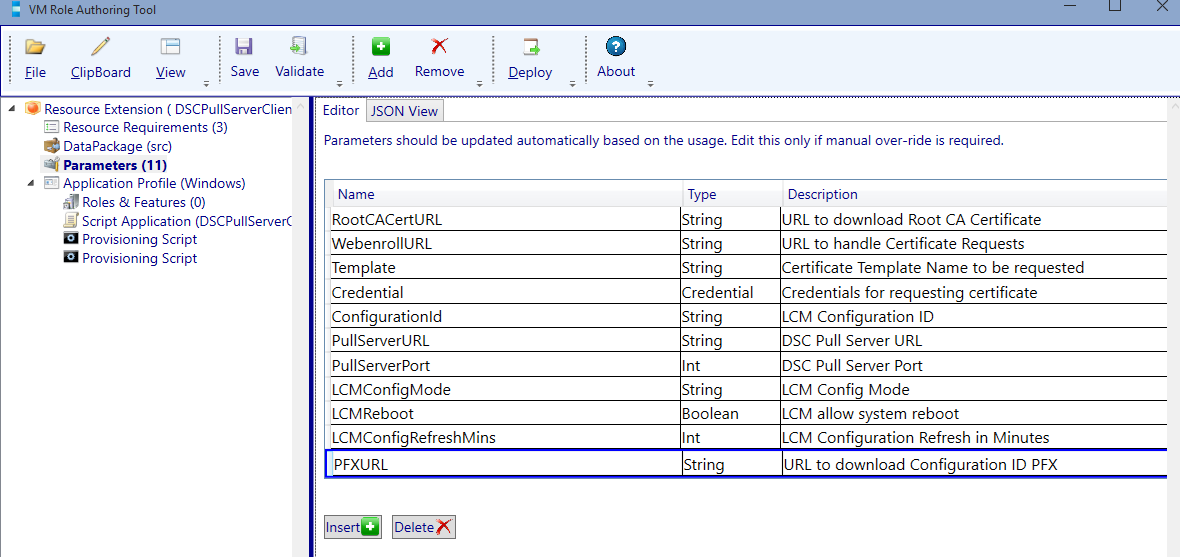 VM Role Authoring Tool
File ClipBoard View Save Validate Add Remove Deploy About
Resource Extension ( DSCPullServerClien
Resource Requirements (3)
DataPackage (src)
Parameters (11)
Application Profile (Windows)
Roles & Features (0)
Script Application (DSCPullServerC
Provisioning Script
Provisioning Script
Editor JSON View
Parameters should be updated automatically based on the usage. Edit this only if manual over-ride is required.
Name Type Description
RootCACertURL String URL to download Root CA Certificate
WebenrollURL String URL to handle Certificate Requests
Template String Certificate Template Name to be requested
Credential Credential Credentials for requesting certificate
ConfigurationId String LCM Configuration ID
PullServerURL String DSC Pull Server URL
PullServerPort Int DSC Pull Server Port
LCMConfigMode String LCM Config Mode
LCMReboot Boolean LCM allow system reboot
LCMConfigRefreshMins Int LCM Configuration Refresh in Minutes
PFXURL String URL to download Configuration ID PFX
Insert Delete